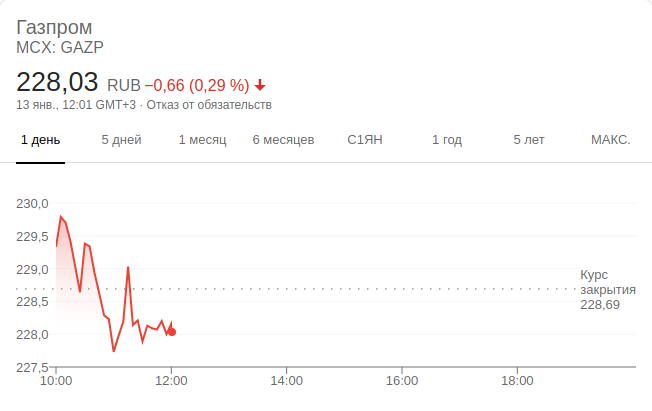 Газпром
MCX: GAZP
228,03 RUB −0,66 (0,29 %)
13 янв., 12:01 GMT+3 · Отказ от обязательств
1 день 5 дней 1 месяц 6 месяцев С1ЯН 1 год 5 лет МАКС.
230,0
229,5
229,0
228,5
228,0
227,5
Курс
закрытия
228,69
10:00 12:00 14:00 16:00 18:00